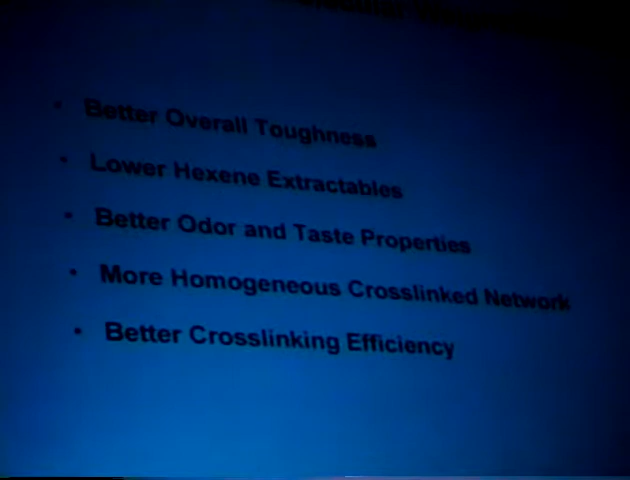 • Better Overall Toughness
• Lower Hexene Extractables
• Better Odor and Taste Properties
• More Homogeneous Crosslinked Network
• Better Crosslinking Efficiency